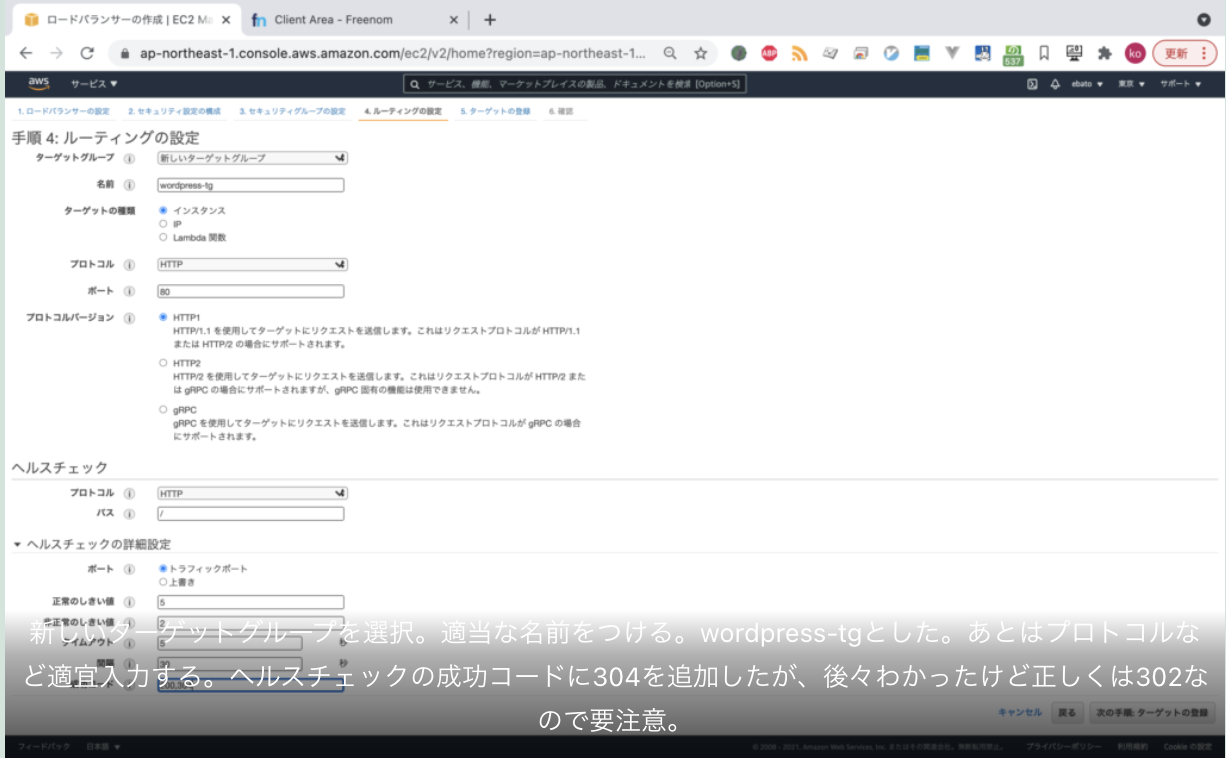 ロードバランサーの作成 | EC2 Ma
Client Area - Freenom
ap-northeast-1.console.aws.amazon.com/ec2/v2/home?region=ap-northeast-1...
ABP
537
ko
更新
aws
サービス
サービス、機能、マーケットプレイスの製品、ドキュメントを検索 [Option+S]
ebato
東京
サポート
1. ロードバランサーの設定 2. セキュリティ設定の構成 3. セキュリティグループの設定 4. ルーティングの設定 5. ターゲットの登録 6. 確認
手順 4: ルーティングの設定
ターゲットグループ 新しいターゲットグループ
名前 wordpress-tg
ターゲットの種類 インスタンス
IP
Lambda 関数
プロトコル HTTP
ポート 80
プロトコルバージョン HTTP1
HTTP/1.1 を使用してターゲットにリクエストを送信します。これはリクエストプロトコルが HTTP/1.1
または HTTP/2 の場合にサポートされます。
HTTP2
HTTP/2 を使用してターゲットにリクエストを送信します。これはリクエストプロトコルが HTTP/2 また
は gRPC の場合にサポートされますが、gRPC 固有の機能は使用できません。
gRPC
gRPC を使用してターゲットにリクエストを送信します。これはリクエストプロトコルが gRPC の場合
にサポートされます。
ヘルスチェック
プロトコル HTTP
パス /
ヘルスチェックの詳細設定
ポート トラフィックポート
上書き
正常のしきい値 5
非正常のしきい値 2
タイムアウト 5 秒
間隔 30 秒
新しいターゲットグループを選択。適当な名前をつける。wordpress-tgとした。あとはプロトコルな
ど適宜入力する。ヘルスチェックの成功コードに304を追加したが、後々わかったけど正しくは302な
ので要注意。
キャンセル 戻る 次の手順: ターゲットの登録
フィードバック 日本語
© 2008 - 2021, Amazon Web Services, Inc. またはその関連会社。無断転用禁止。 プライバシーポリシー 利用規約 Cookie の設定